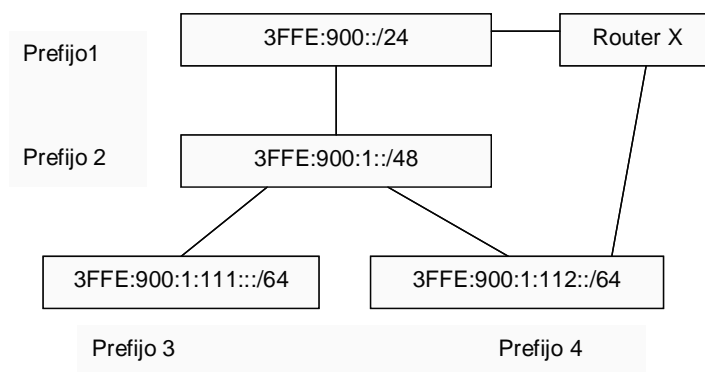 3FFE:900::/24
Router X
Prefijo1
Prefijo 2
3FFE:900:1::/48
3FFE:900:1:111:::/64
3FFE:900:1:112::/64
Prefijo 3
Prefijo 4